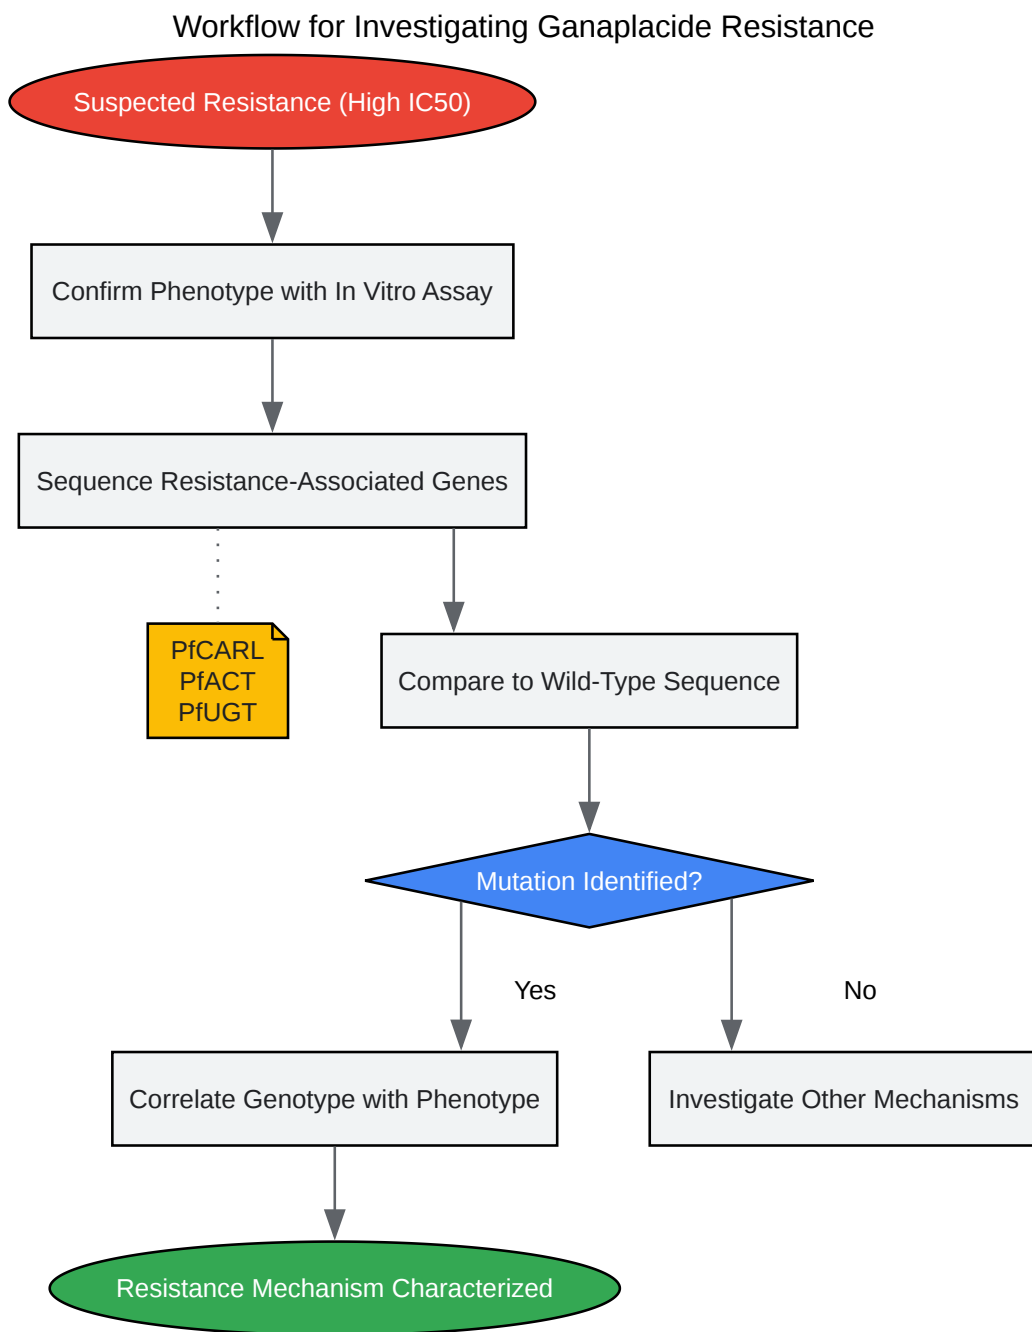 Workflow for Investigating Ganaplacide Resistance
Suspected Resistance (High IC50)
Confirm Phenotype with In Vitro Assay
Sequence Resistance-Associated Genes
PfCARL
PfACT
PfUGT
Compare to Wild-Type Sequence
Mutation Identified?
Yes
No
Correlate Genotype with Phenotype
Investigate Other Mechanisms
Resistance Mechanism Characterized